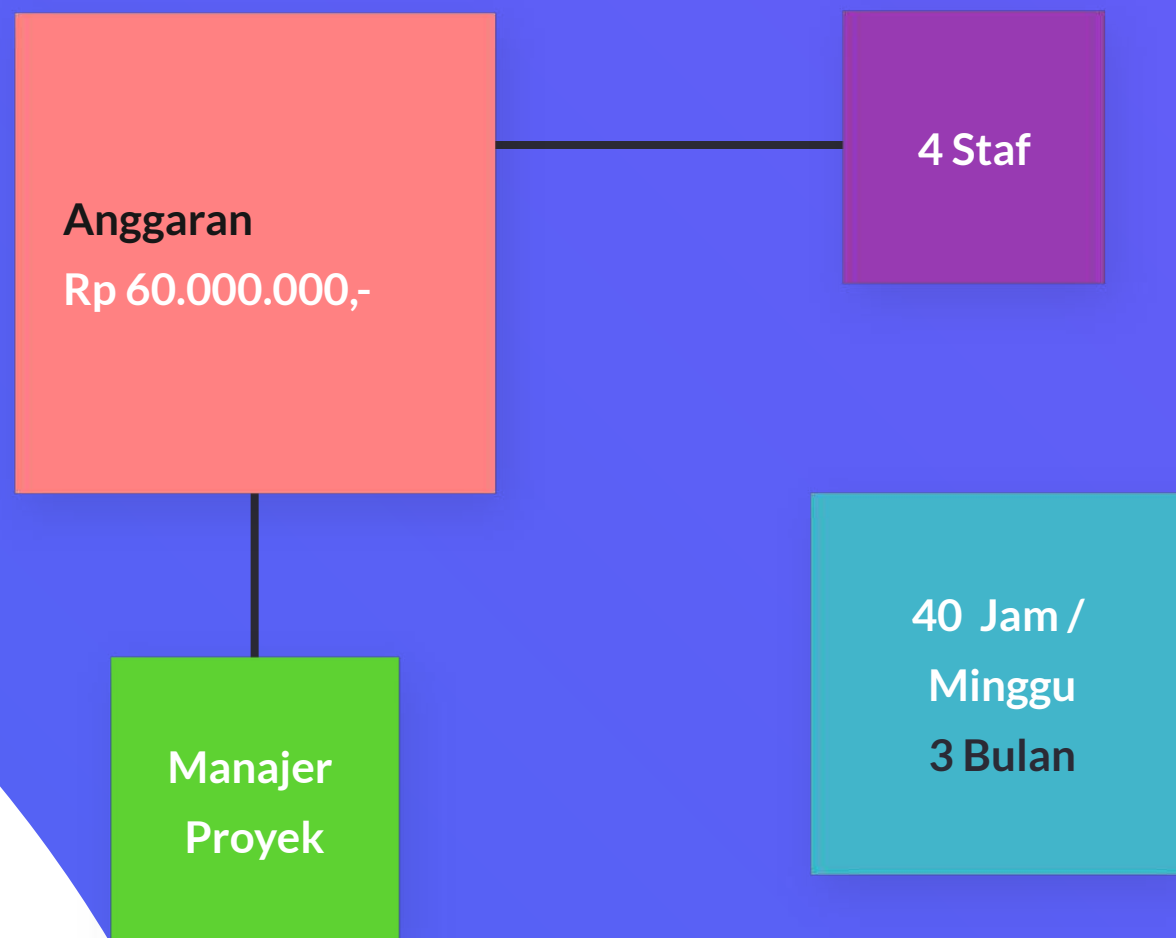 Anggaran
Rp 60.000.000,-
4 Staf
Manajer
Proyek
40 Jam /
Minggu
3 Bulan